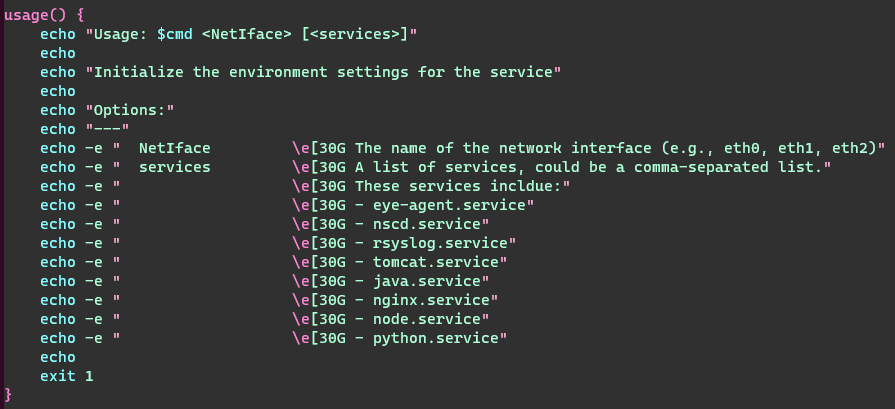 usage() {
    echo "Usage: $cmd <NetIface> [<services>]"
    echo
    echo "Initialize the environment settings for the service"
    echo
    echo "Options:"
    echo "---"
    echo -e "  NetIface         \e[30G The name of the network interface (e.g., eth0, eth1, eth2)"
    echo -e "  services         \e[30G A list of services, could be a comma-separated list."
    echo -e "                   \e[30G These services incldue:"
    echo -e "                   \e[30G - eye-agent.service"
    echo -e "                   \e[30G - nscd.service"
    echo -e "                   \e[30G - rsyslog.service"
    echo -e "                   \e[30G - tomcat.service"
    echo -e "                   \e[30G - java.service"
    echo -e "                   \e[30G - nginx.service"
    echo -e "                   \e[30G - node.service"
    echo -e "                   \e[30G - python.service"
    echo
    exit 1
}